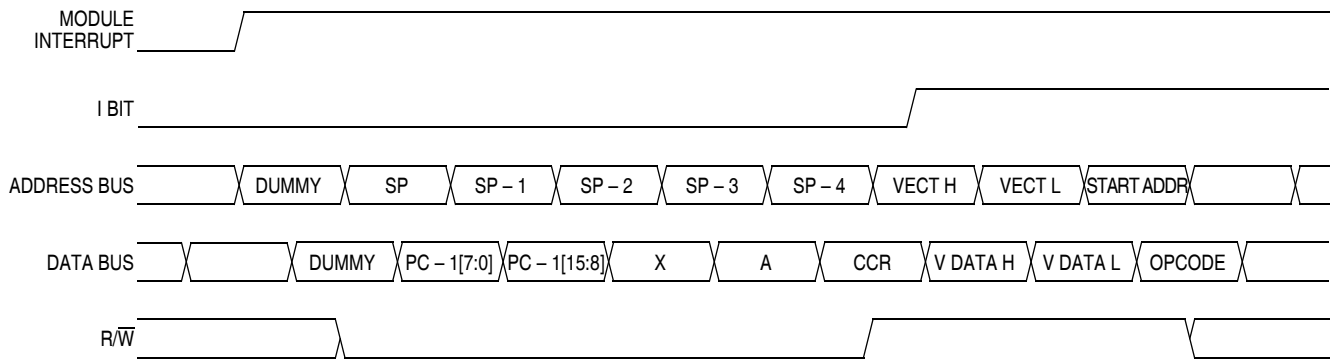 MODULE
INTERRUPT
I BIT
ADDRESS BUS DUMMY SP SP – 1 SP – 2 SP – 3 SP – 4 VECT H VECT L START ADDR
DATA BUS DUMMY PC – 1[7:0] PC – 1[15:8] X A CCR V DATA H V DATA L OPCODE
R/W̅